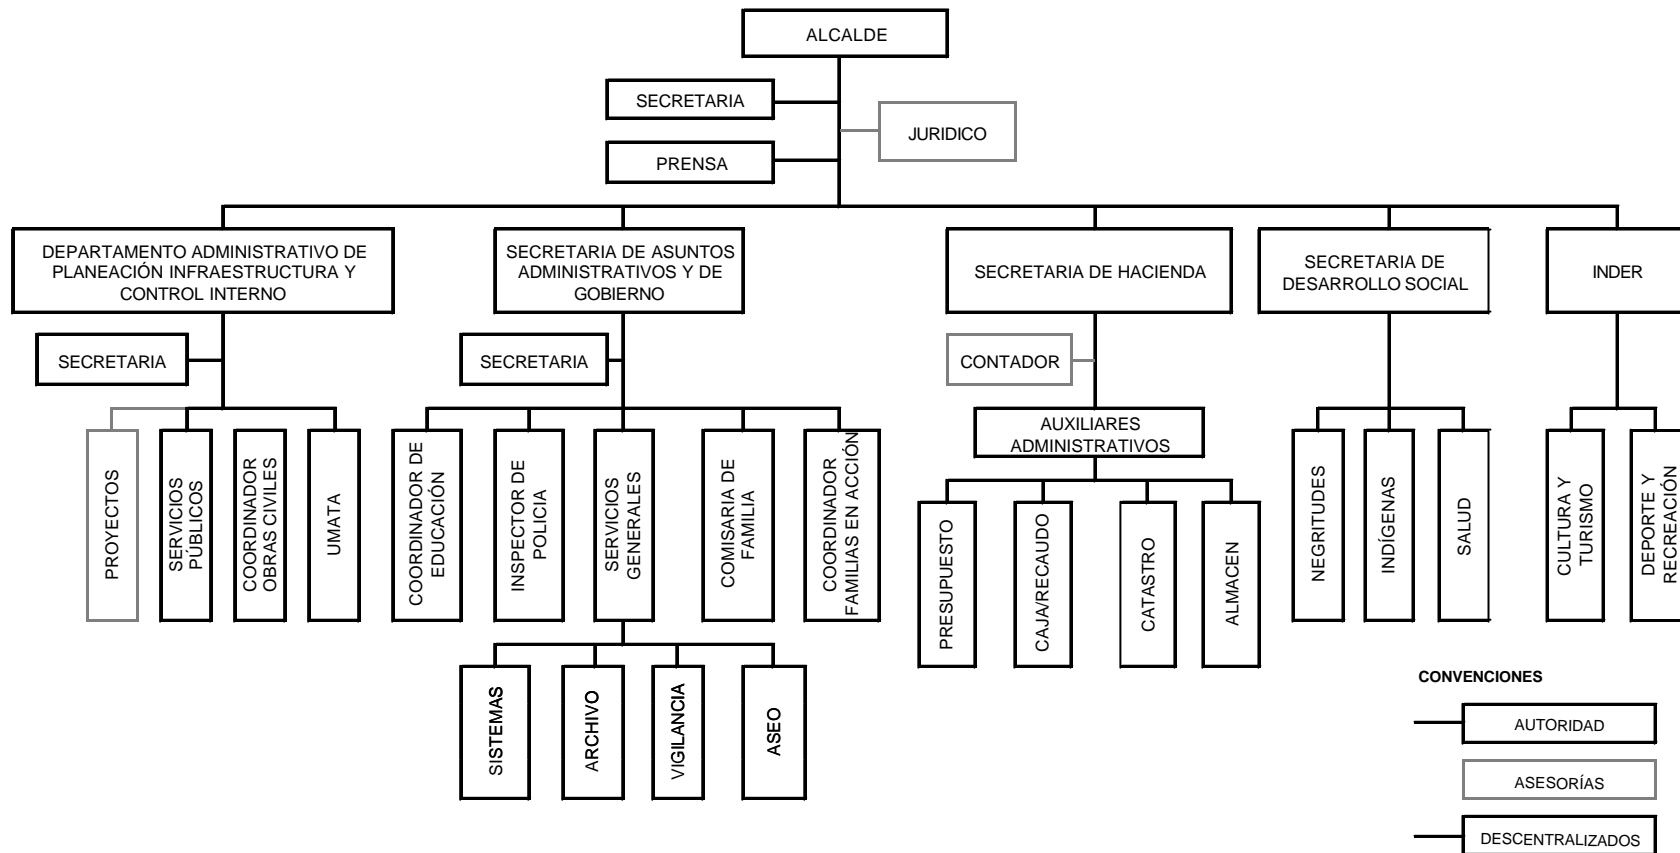 ALCALDE
SECRETARIA
JURIDICO
PRENSA
DEPARTAMENTO ADMINISTRATIVO DE
PLANEACIÓN INFRAESTRUCTURA Y
CONTROL INTERNO
SECRETARIA DE ASUNTOS
ADMINISTRATIVOS Y DE
GOBIERNO
SECRETARIA DE HACIENDA
SECRETARIA DE
DESARROLLO SOCIAL
INDER
SECRETARIA
SECRETARIA
CONTADOR
AUXILIARES
ADMINISTRATIVOS
PROYECTOS
SERVICIOS
PÚBLICOS
COORDINADOR
OBRAS CIVILES
UMATA
COORDINADOR DE
EDUCACIÓN
INSPECTOR DE
POLICIA
SERVICIOS
GENERALES
COMISARIA DE
FAMILIA
COORDINADOR
FAMILIAS EN ACCIÓN
PRESUPUESTO
CAJA/RECAUDO
CATASTRO
ALMACEN
NEGRITUDES
INDÍGENAS
SALUD
CULTURA Y
TURISMO
DEPORTE Y
RECREACIÓN
SISTEMAS
ARCHIVO
VIGILANCIA
ASEO
CONVENCIONES
AUTORIDAD
ASESORÍAS
DESCENTRALIZADOS